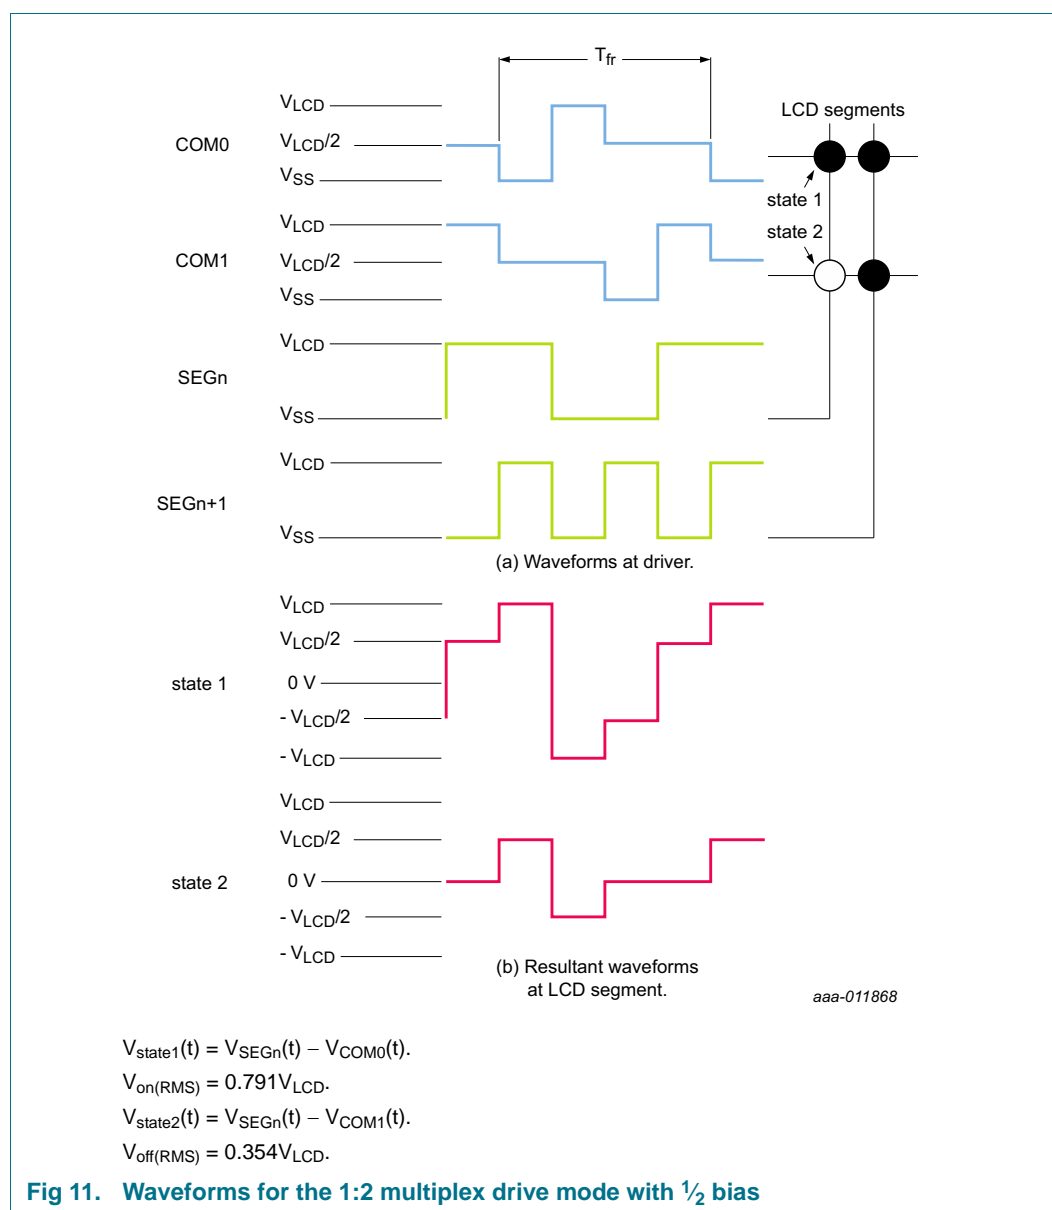 Tfr
VLCD
COM0
VLCD/2
VSS
LCD segments
state 1
state 2
VLCD
COM1
VLCD/2
VSS
VLCD
SEGn
VSS
VLCD
SEGn+1
VSS
(a) Waveforms at driver.
VLCD
VLCD/2
state 1
0 V
- VLCD/2
- VLCD
VLCD
VLCD/2
state 2
0 V
- VLCD/2
- VLCD
(b) Resultant waveforms
at LCD segment.
aaa-011868
Vstate1(t) = VSEGn(t) − VCOM0(t).
Von(RMS) = 0.791VLCD.
Vstate2(t) = VSEGn(t) − VCOM1(t).
Voff(RMS) = 0.354VLCD.
Fig 11. Waveforms for the 1:2 multiplex drive mode with 1⁄2 bias